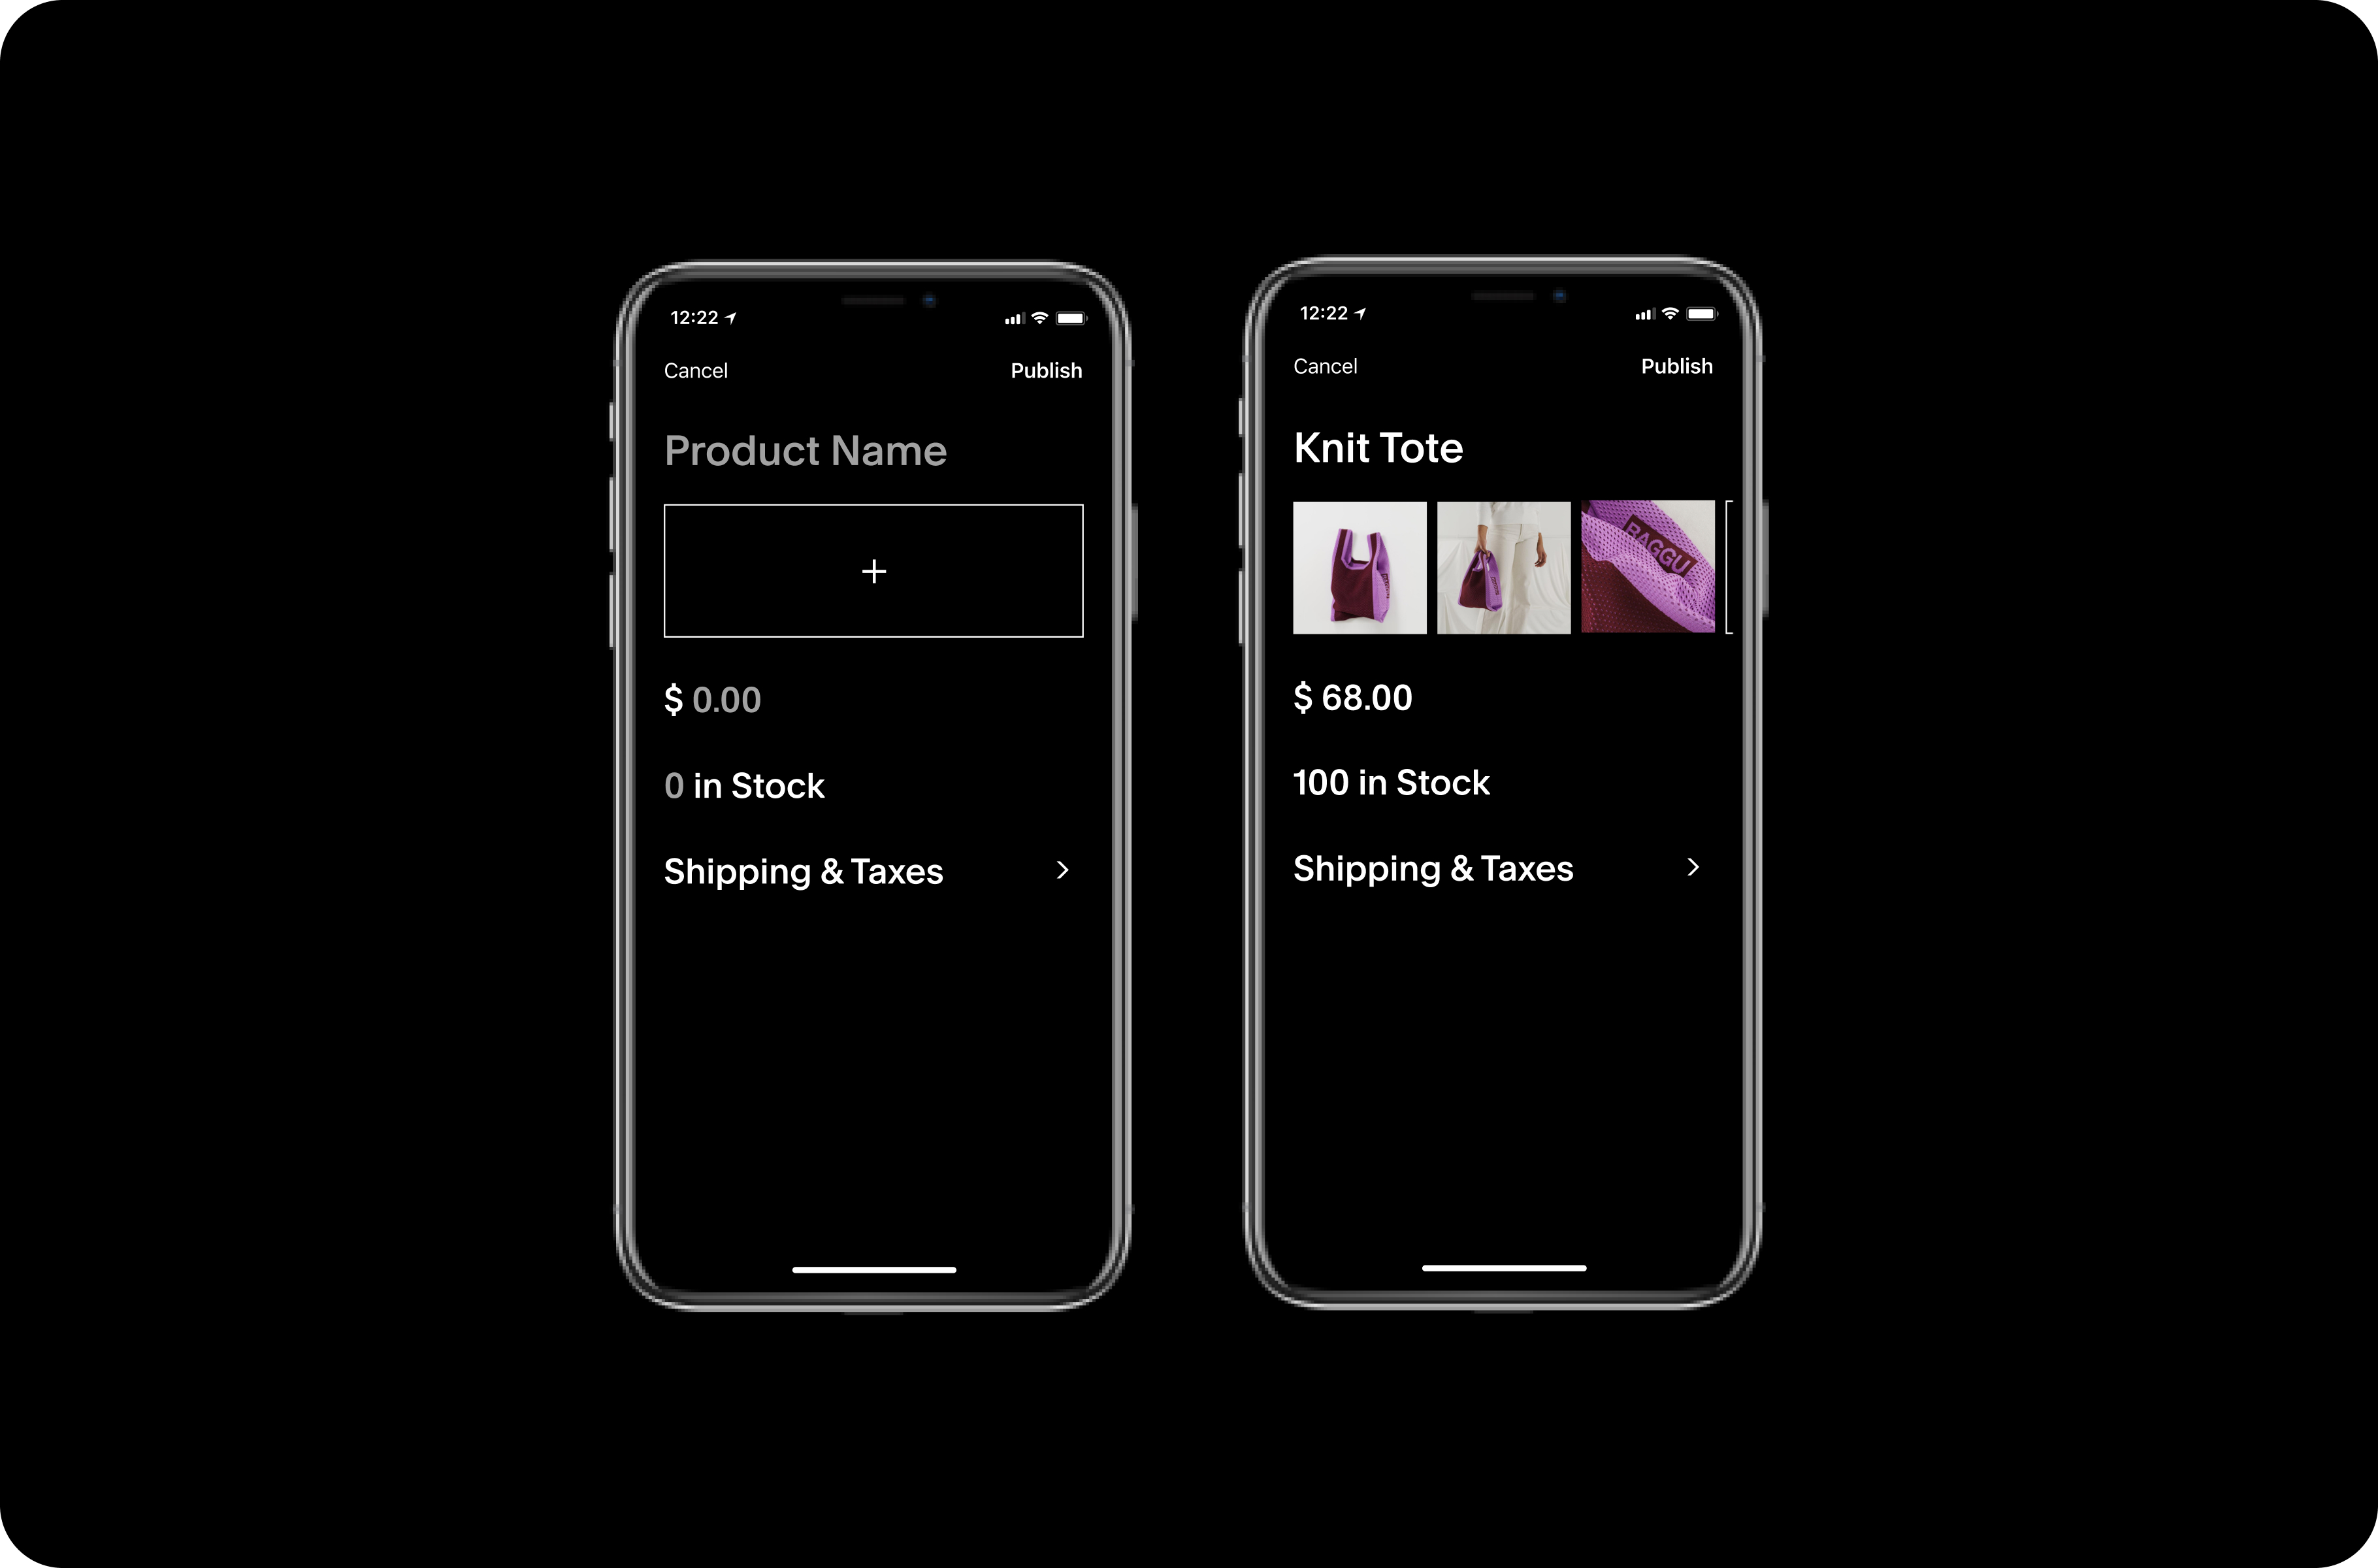 12:22
Cancel
Publish
Product Name
+
$ 0.00
0 in Stock
Shipping & Taxes
12:22
Cancel
Publish
Knit Tote
BAGGU
$ 68.00
100 in Stock
Shipping & Taxes